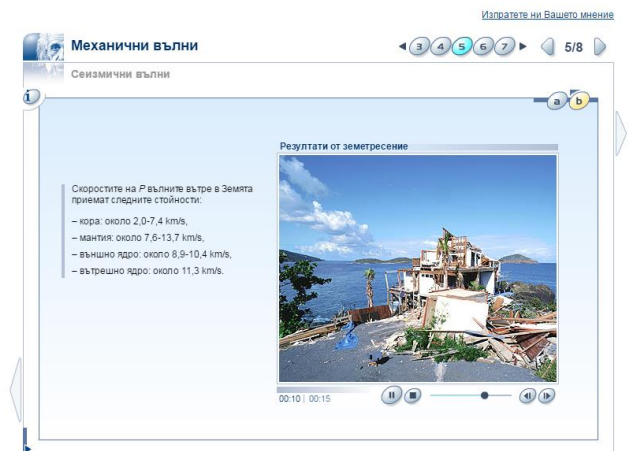 Изпратете ни Вашето мнение
Механични вълни
3 4 5 6 7 5/8
Сеизмични вълни
i
a b
Резултати от земетресение
Скоростите на P вълните вътре в Земята
приемат следните стойности:
– кора: около 2,0-7,4 km/s,
– мантия: около 7,6-13,7 km/s,
– външно ядро: около 8,9-10,4 km/s,
– вътрешно ядро: около 11,3 km/s.
00:10 | 00:15